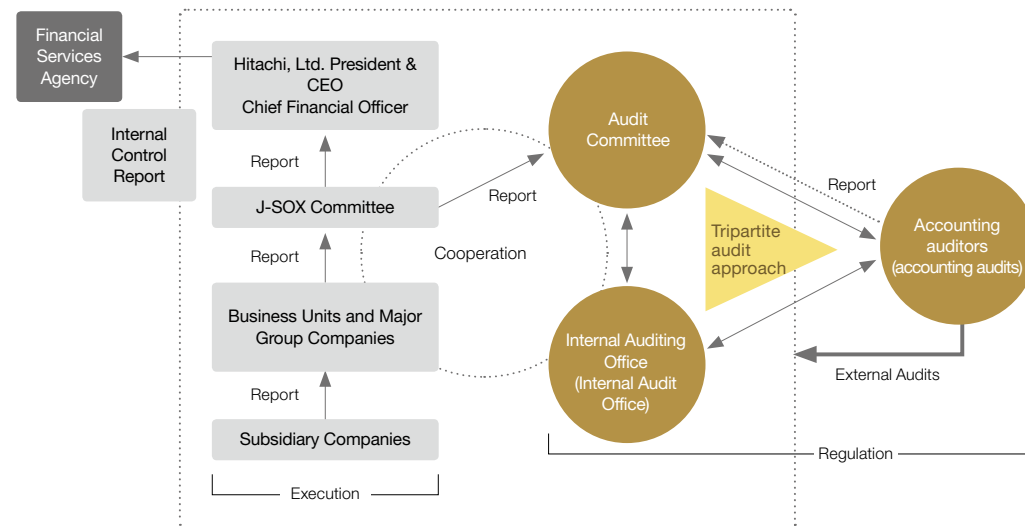 Financial
Services
Agency
Hitachi, Ltd. President &
CEO
Chief Financial Officer
Internal
Control
Report
Report
J-SOX Committee
Report
Business Units and Major
Group Companies
Report
Subsidiary Companies
Execution
Cooperation
Report
Audit
Committee
Tripartite
audit
approach
Internal Auditing
Office
(Internal Audit
Office)
Report
Accounting
auditors
(accounting audits)
External Audits
Regulation